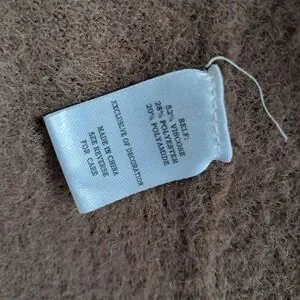 SELF
52% VISCOSE
28% POLYESTER
20% POLYAMIDE
EXCLUSIVE OF DECORATION
MADE IN CHINA
SEE REVERSE
FOR CARE